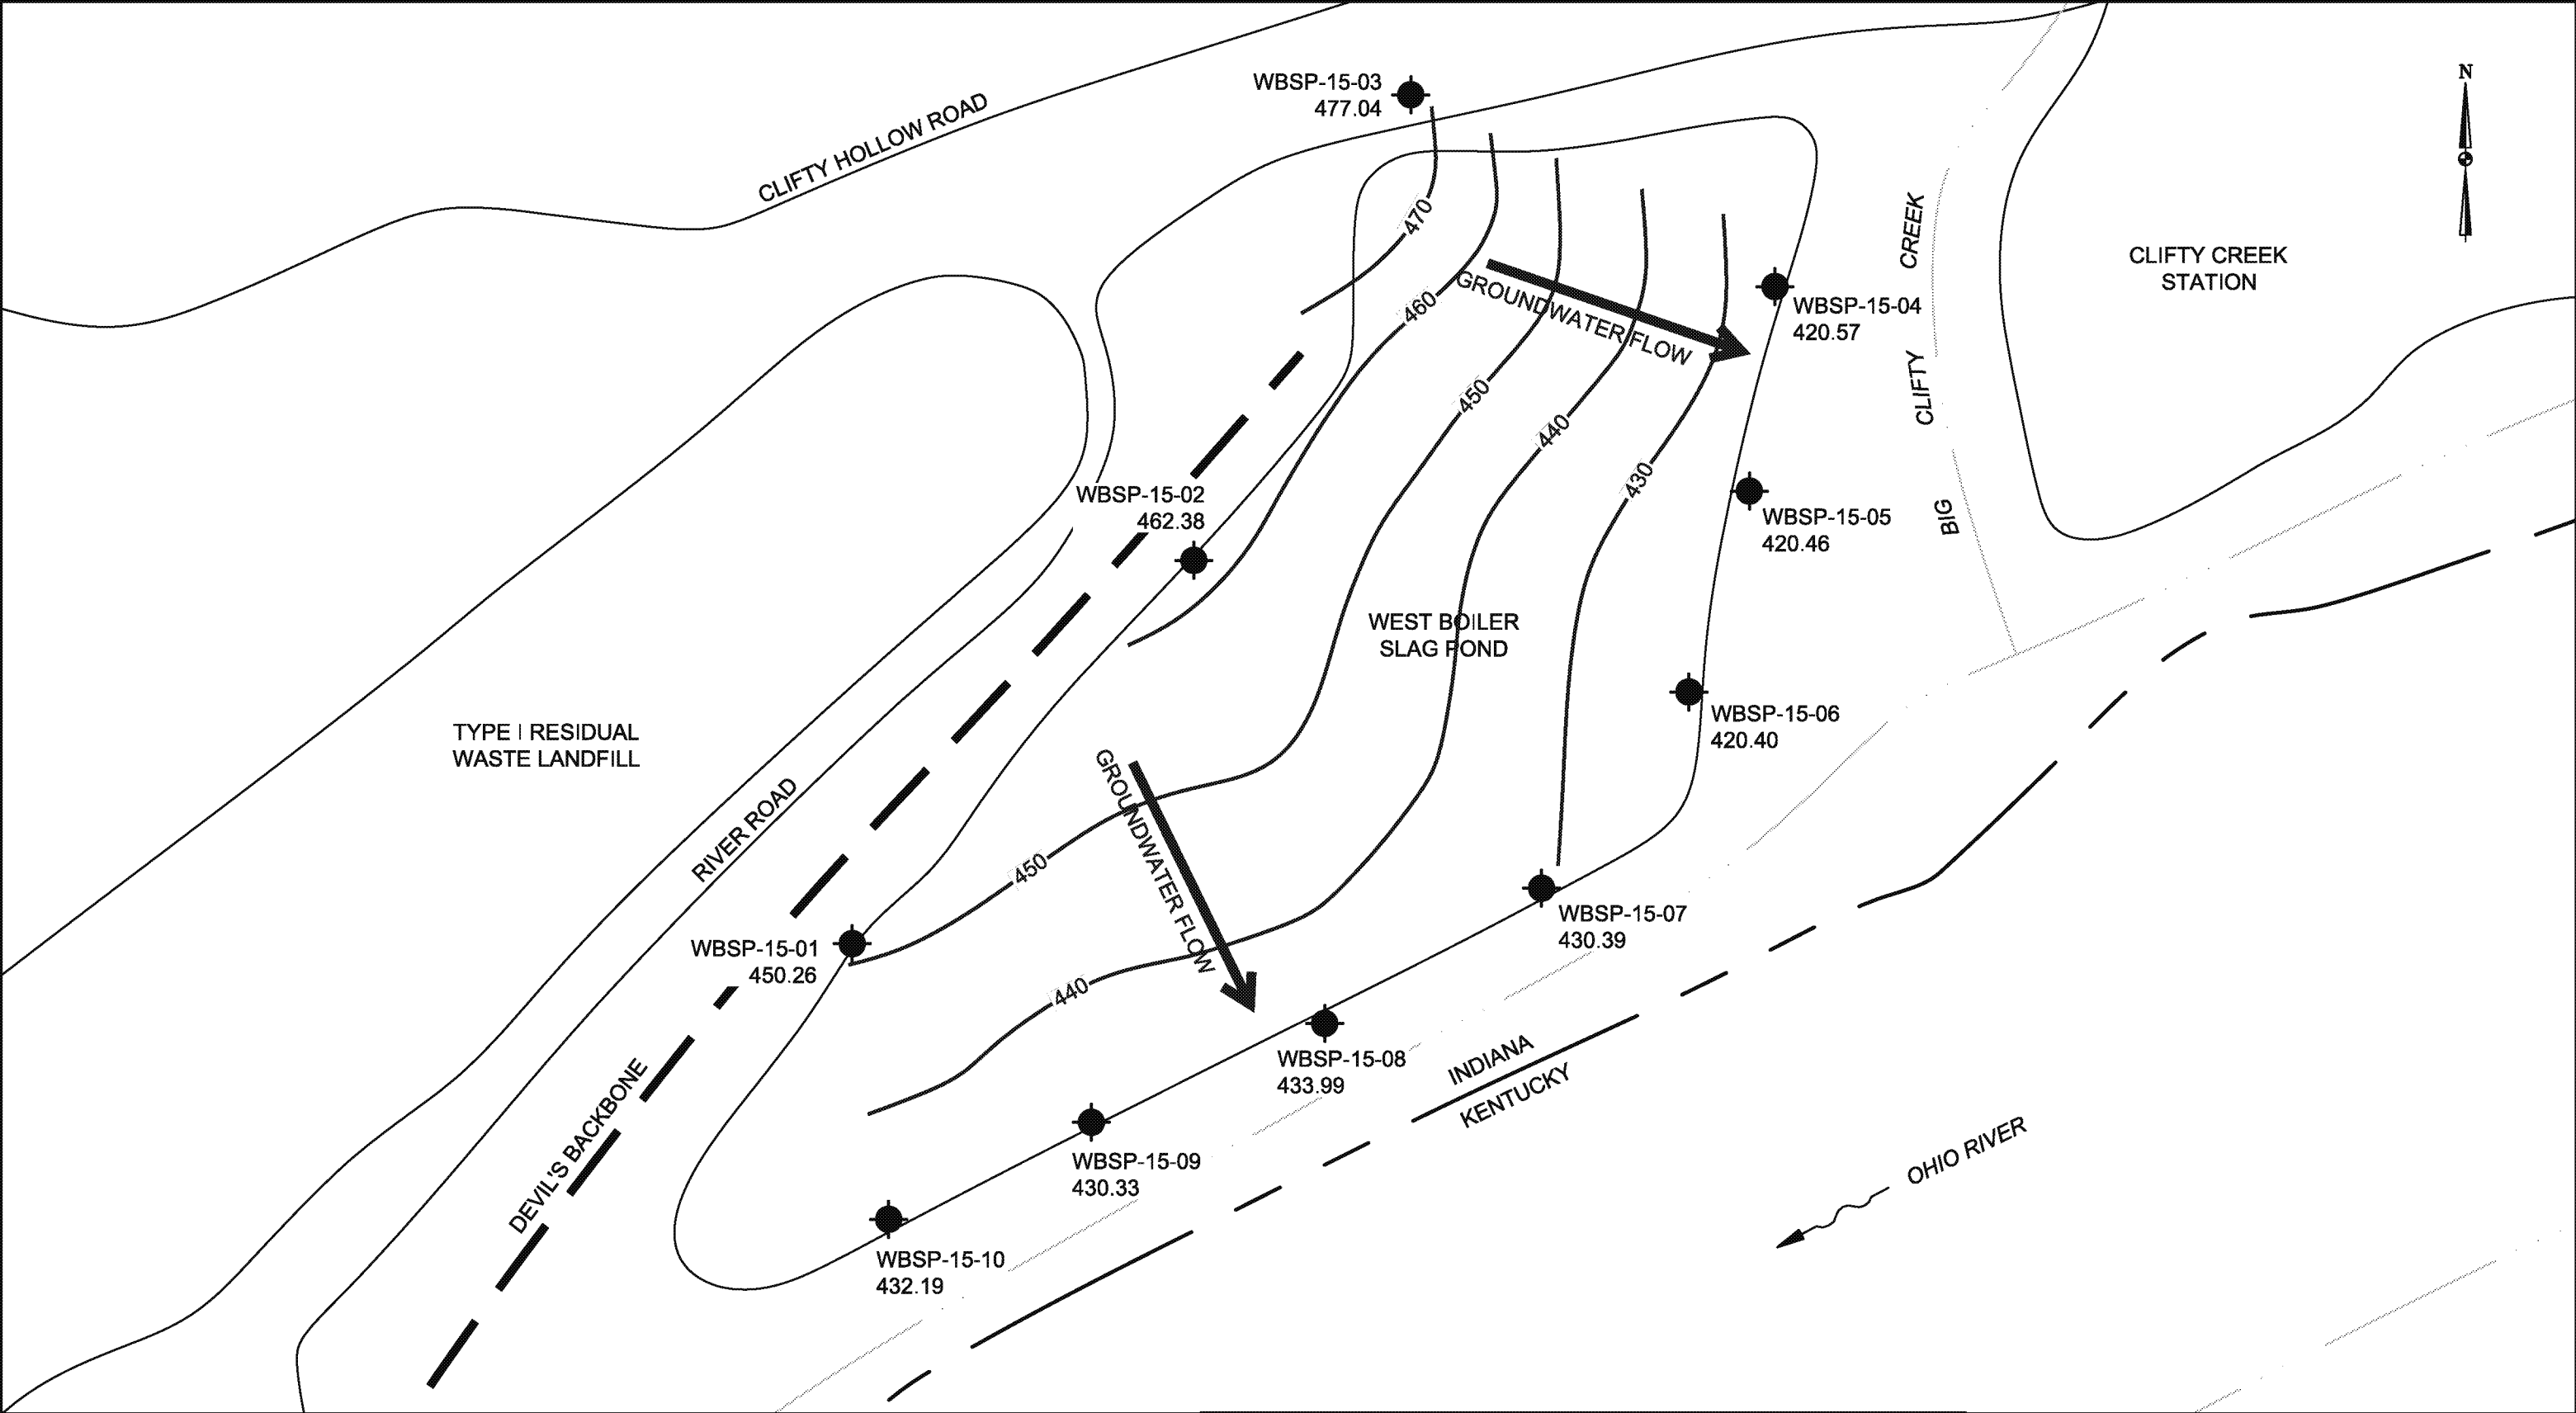 WBSP-15-03
477.04
N
CLIFTY HOLLOW ROAD
470
CLIFTY CREEK
STATION
BIG CLIFTY CREEK
460
GROUNDWATER FLOW
WBSP-15-04
420.57
450
440
430
WBSP-15-02
462.38
WBSP-15-05
420.46
WEST BOILER
SLAG POND
WBSP-15-06
420.40
TYPE I RESIDUAL
WASTE LANDFILL
RIVER ROAD
GROUNDWATER FLOW
450
WBSP-15-01
450.26
WBSP-15-07
430.39
440
WBSP-15-08
433.99
INDIANA
KENTUCKY
DEVIL'S BACKBONE
WBSP-15-09
430.33
OHIO RIVER
WBSP-15-10
432.19